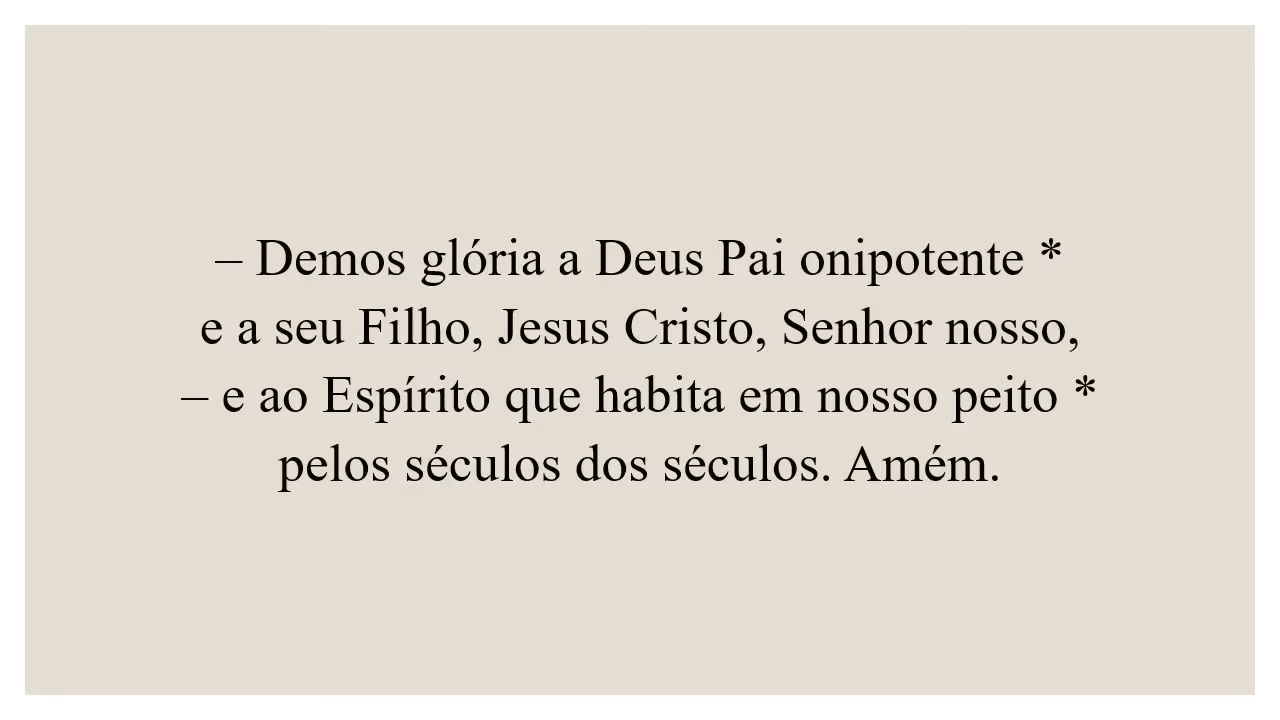 – Demos glória a Deus Pai onipotente *
e a seu Filho, Jesus Cristo, Senhor nosso,
– e ao Espírito que habita em nosso peito *
pelos séculos dos séculos. Amém.